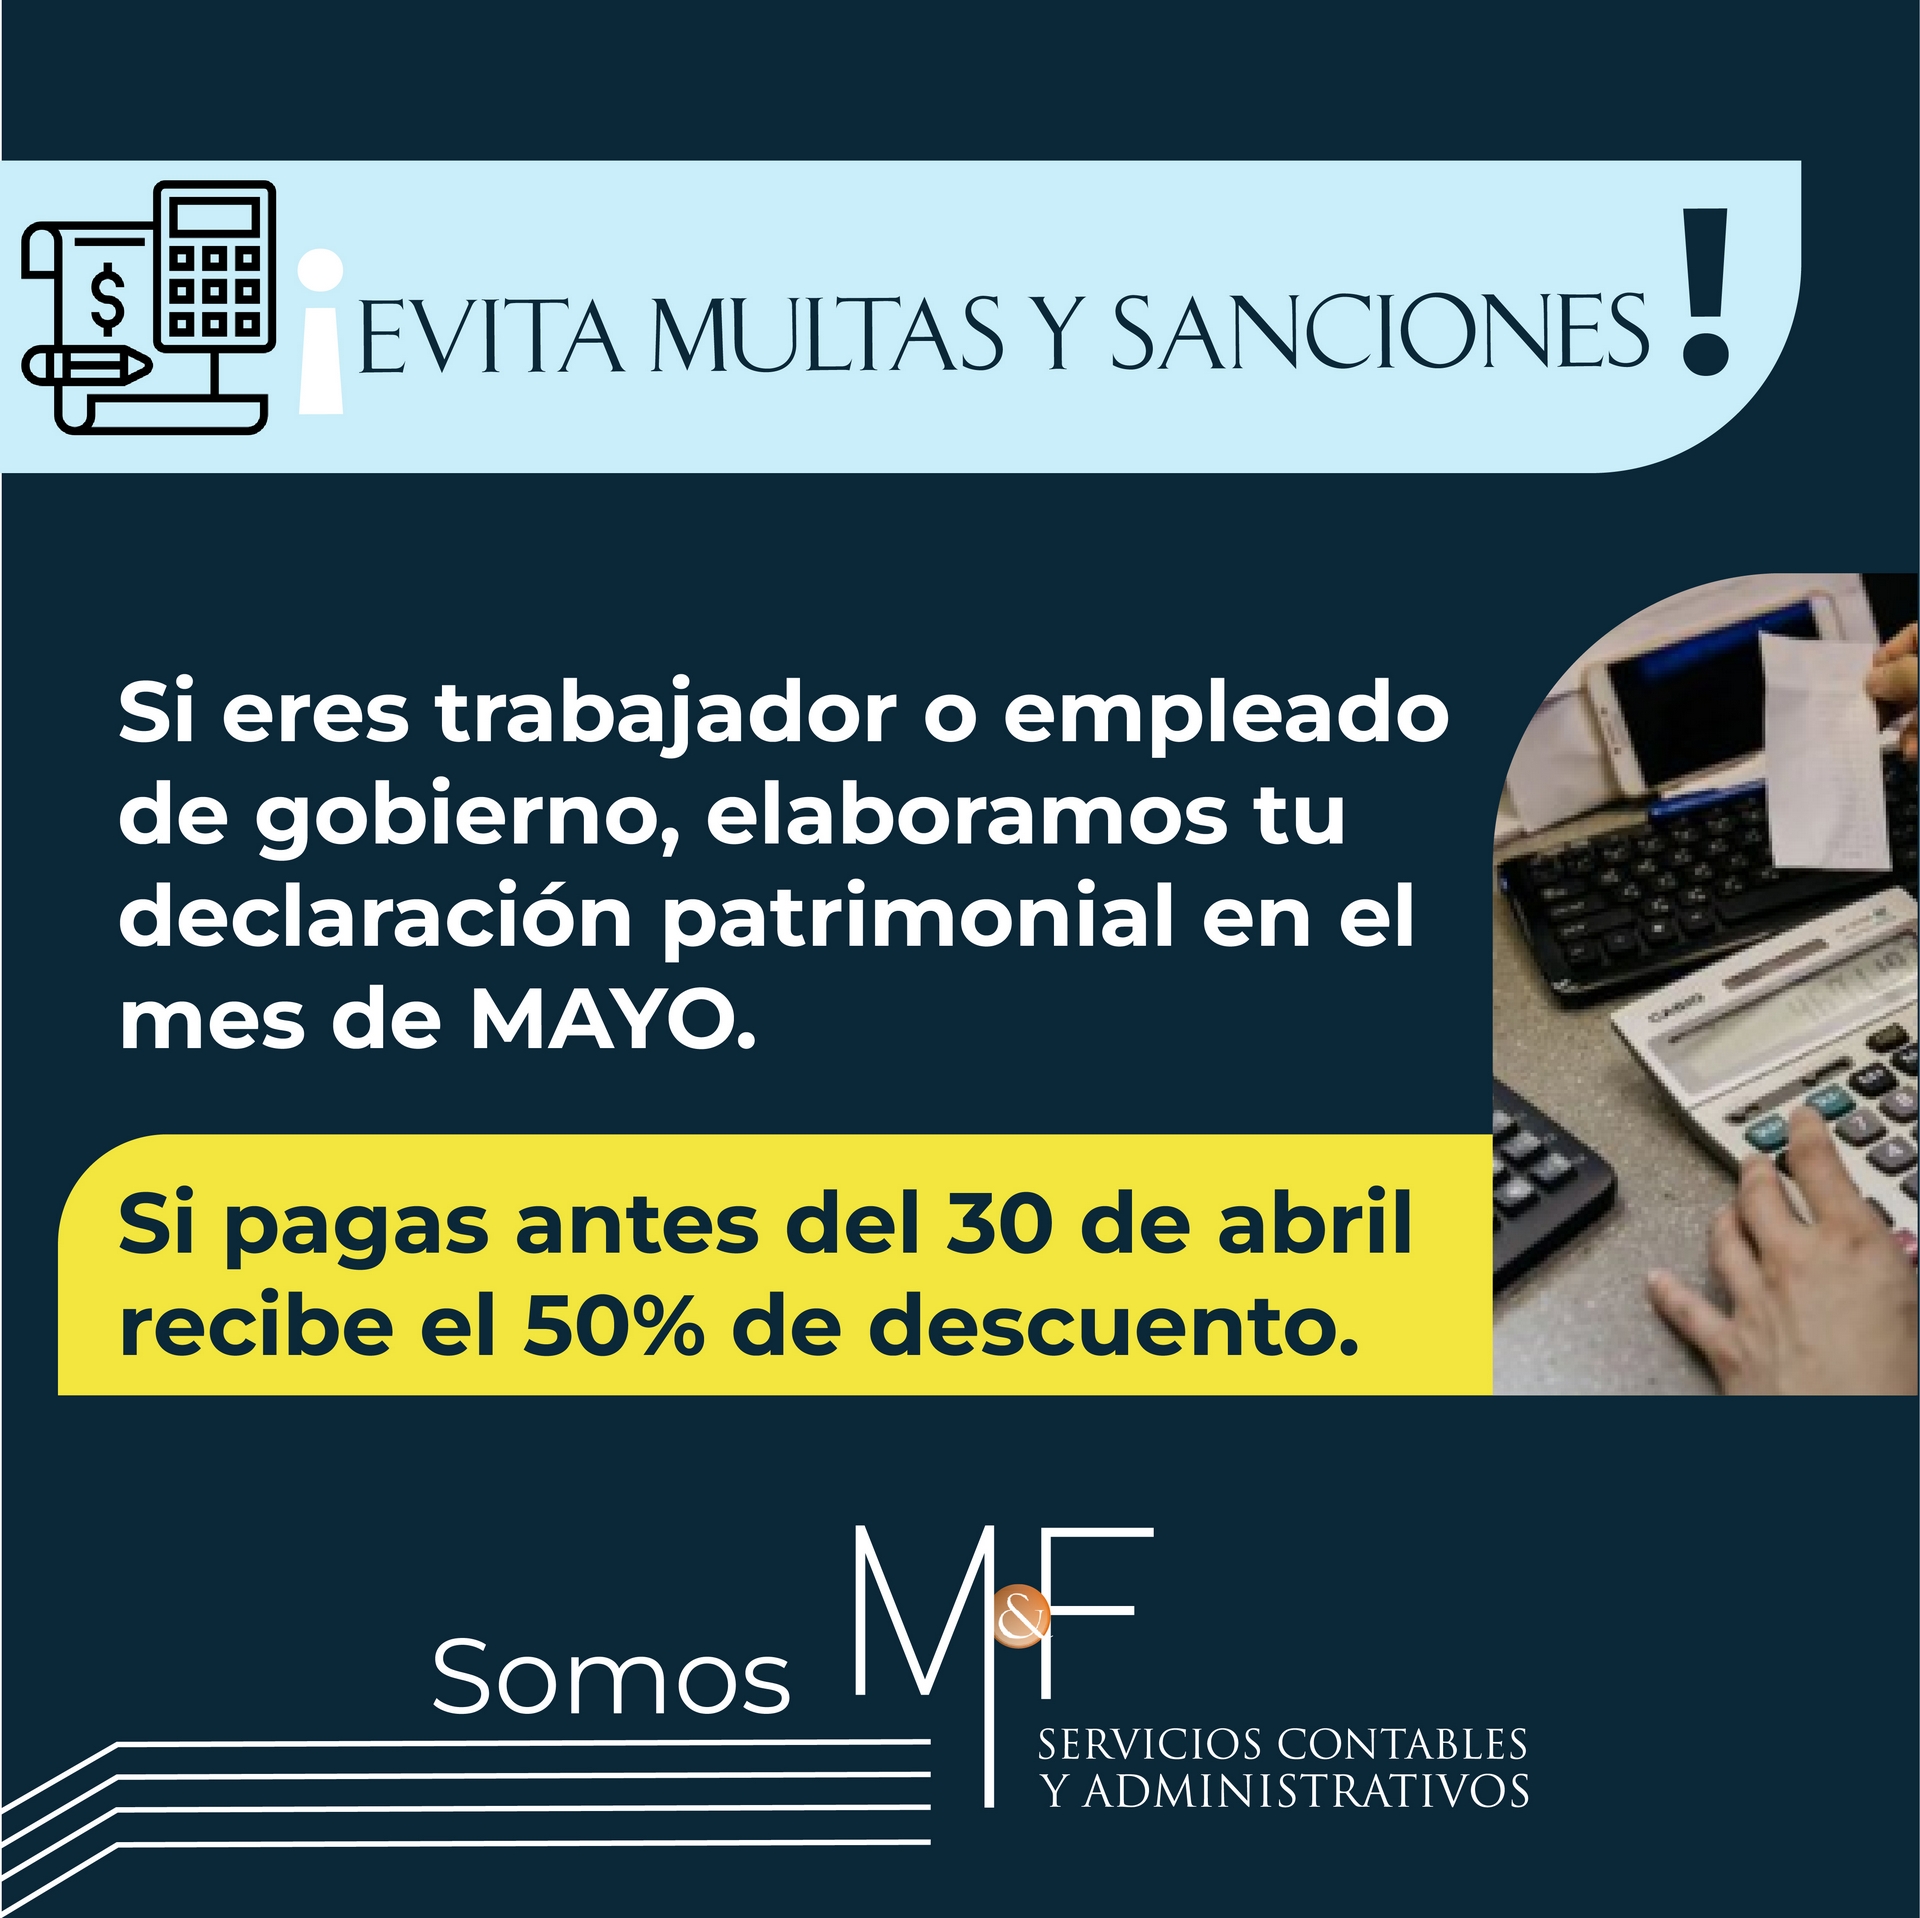 ¡EVITA MULTAS Y SANCIONES!
Si eres trabajador o empleado
de gobierno, elaboramos tu
declaración patrimonial en el
mes de MAYO.
Si pagas antes del 30 de abril
recibe el 50% de descuento.
Somos M&F
SERVICIOS CONTABLES
Y ADMINISTRATIVOS
$
CASIO